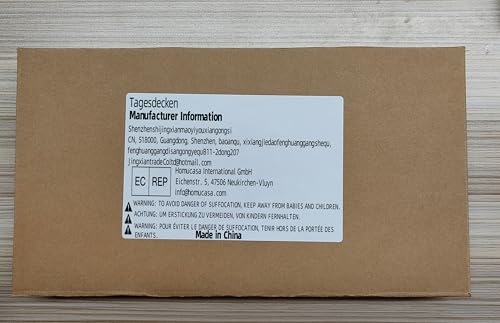 Tagesdecken
Manufacturer Information
Shenzhenshijingxianmaoyiyouxiangongsi
CN, 518000, Guangdong, Shenzhen, baoanqu, xixiangjiedaofenghuanggangshequ,
fenghuanggangdisangongyequ811-2dong207
JingxiantradeColtd@hotmail.com
EC REP
Homucasa International GmbH
Eichenstr. 5, 47506 Neukirchen-Vluyn
info@homucasa.com
WARNING: TO AVOID DANGER OF SUFFOCATION, KEEP AWAY FROM BABIES AND CHILDREN.
ACHTUNG: UM ERSTICKUNG ZU VERMEIDEN, VON KINDERN FERNHALTEN.
WARNING: POUR ÉVITER LE DANGER DE SUFFOCATION, TENIR HORS DE LA PORTÉE DES
ENFANTS.
Made in China